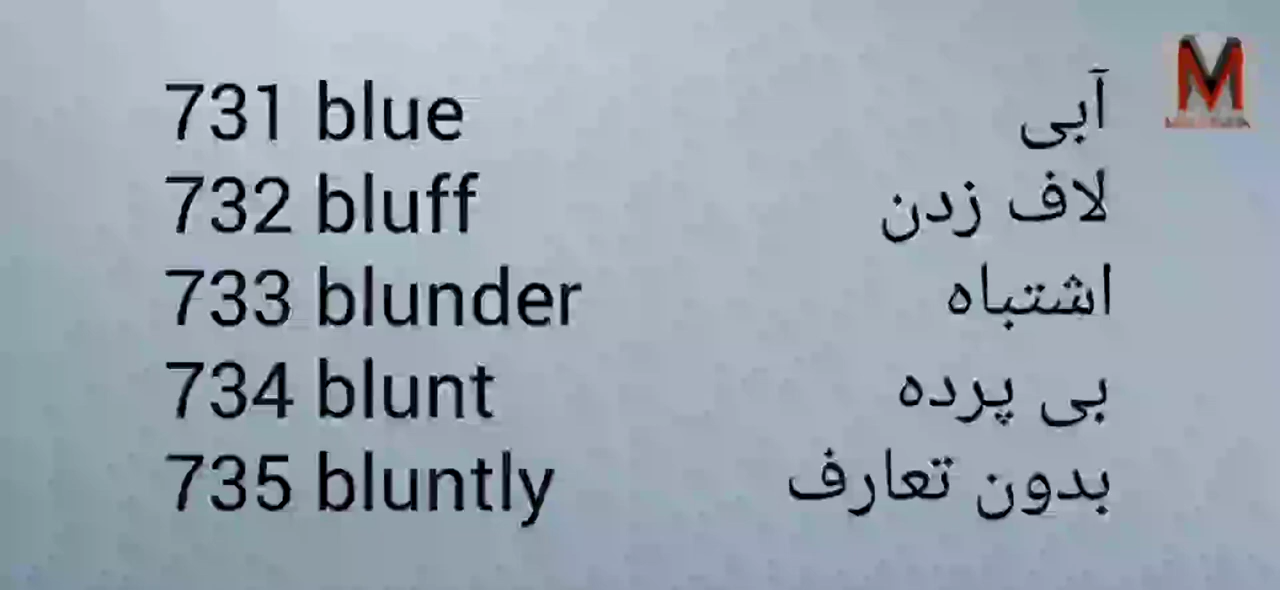 731 blue آبی
732 bluff لاف زدن
733 blunder اشتباه
734 blunt بی پرده
735 bluntly بدون تعارف
M